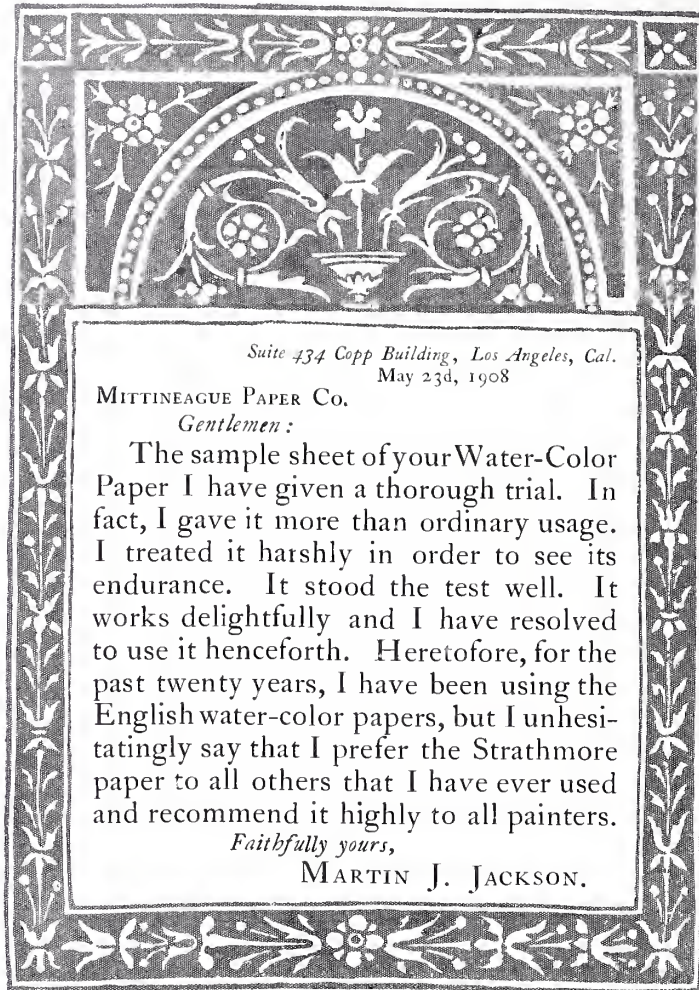 Suite 434 Copp Building, Los Angeles, Cal.
May 23d, 1908
Mittineague Paper Co.
Gentlemen:
The sample sheet of your Water-Color
Paper I have given a thorough trial. In
fact, I gave it more than ordinary usage.
I treated it harshly in order to see its
endurance. It stood the test well. It
works delightfully and I have resolved
to use it henceforth. Heretofore, for the
past twenty years, I have been using the
English water-color papers, but I unhesi-
tatingly say that I prefer the Strathmore
paper to all others that I have ever used
and recommend it highly to all painters.
Faithfully yours,
Martin J. Jackson.